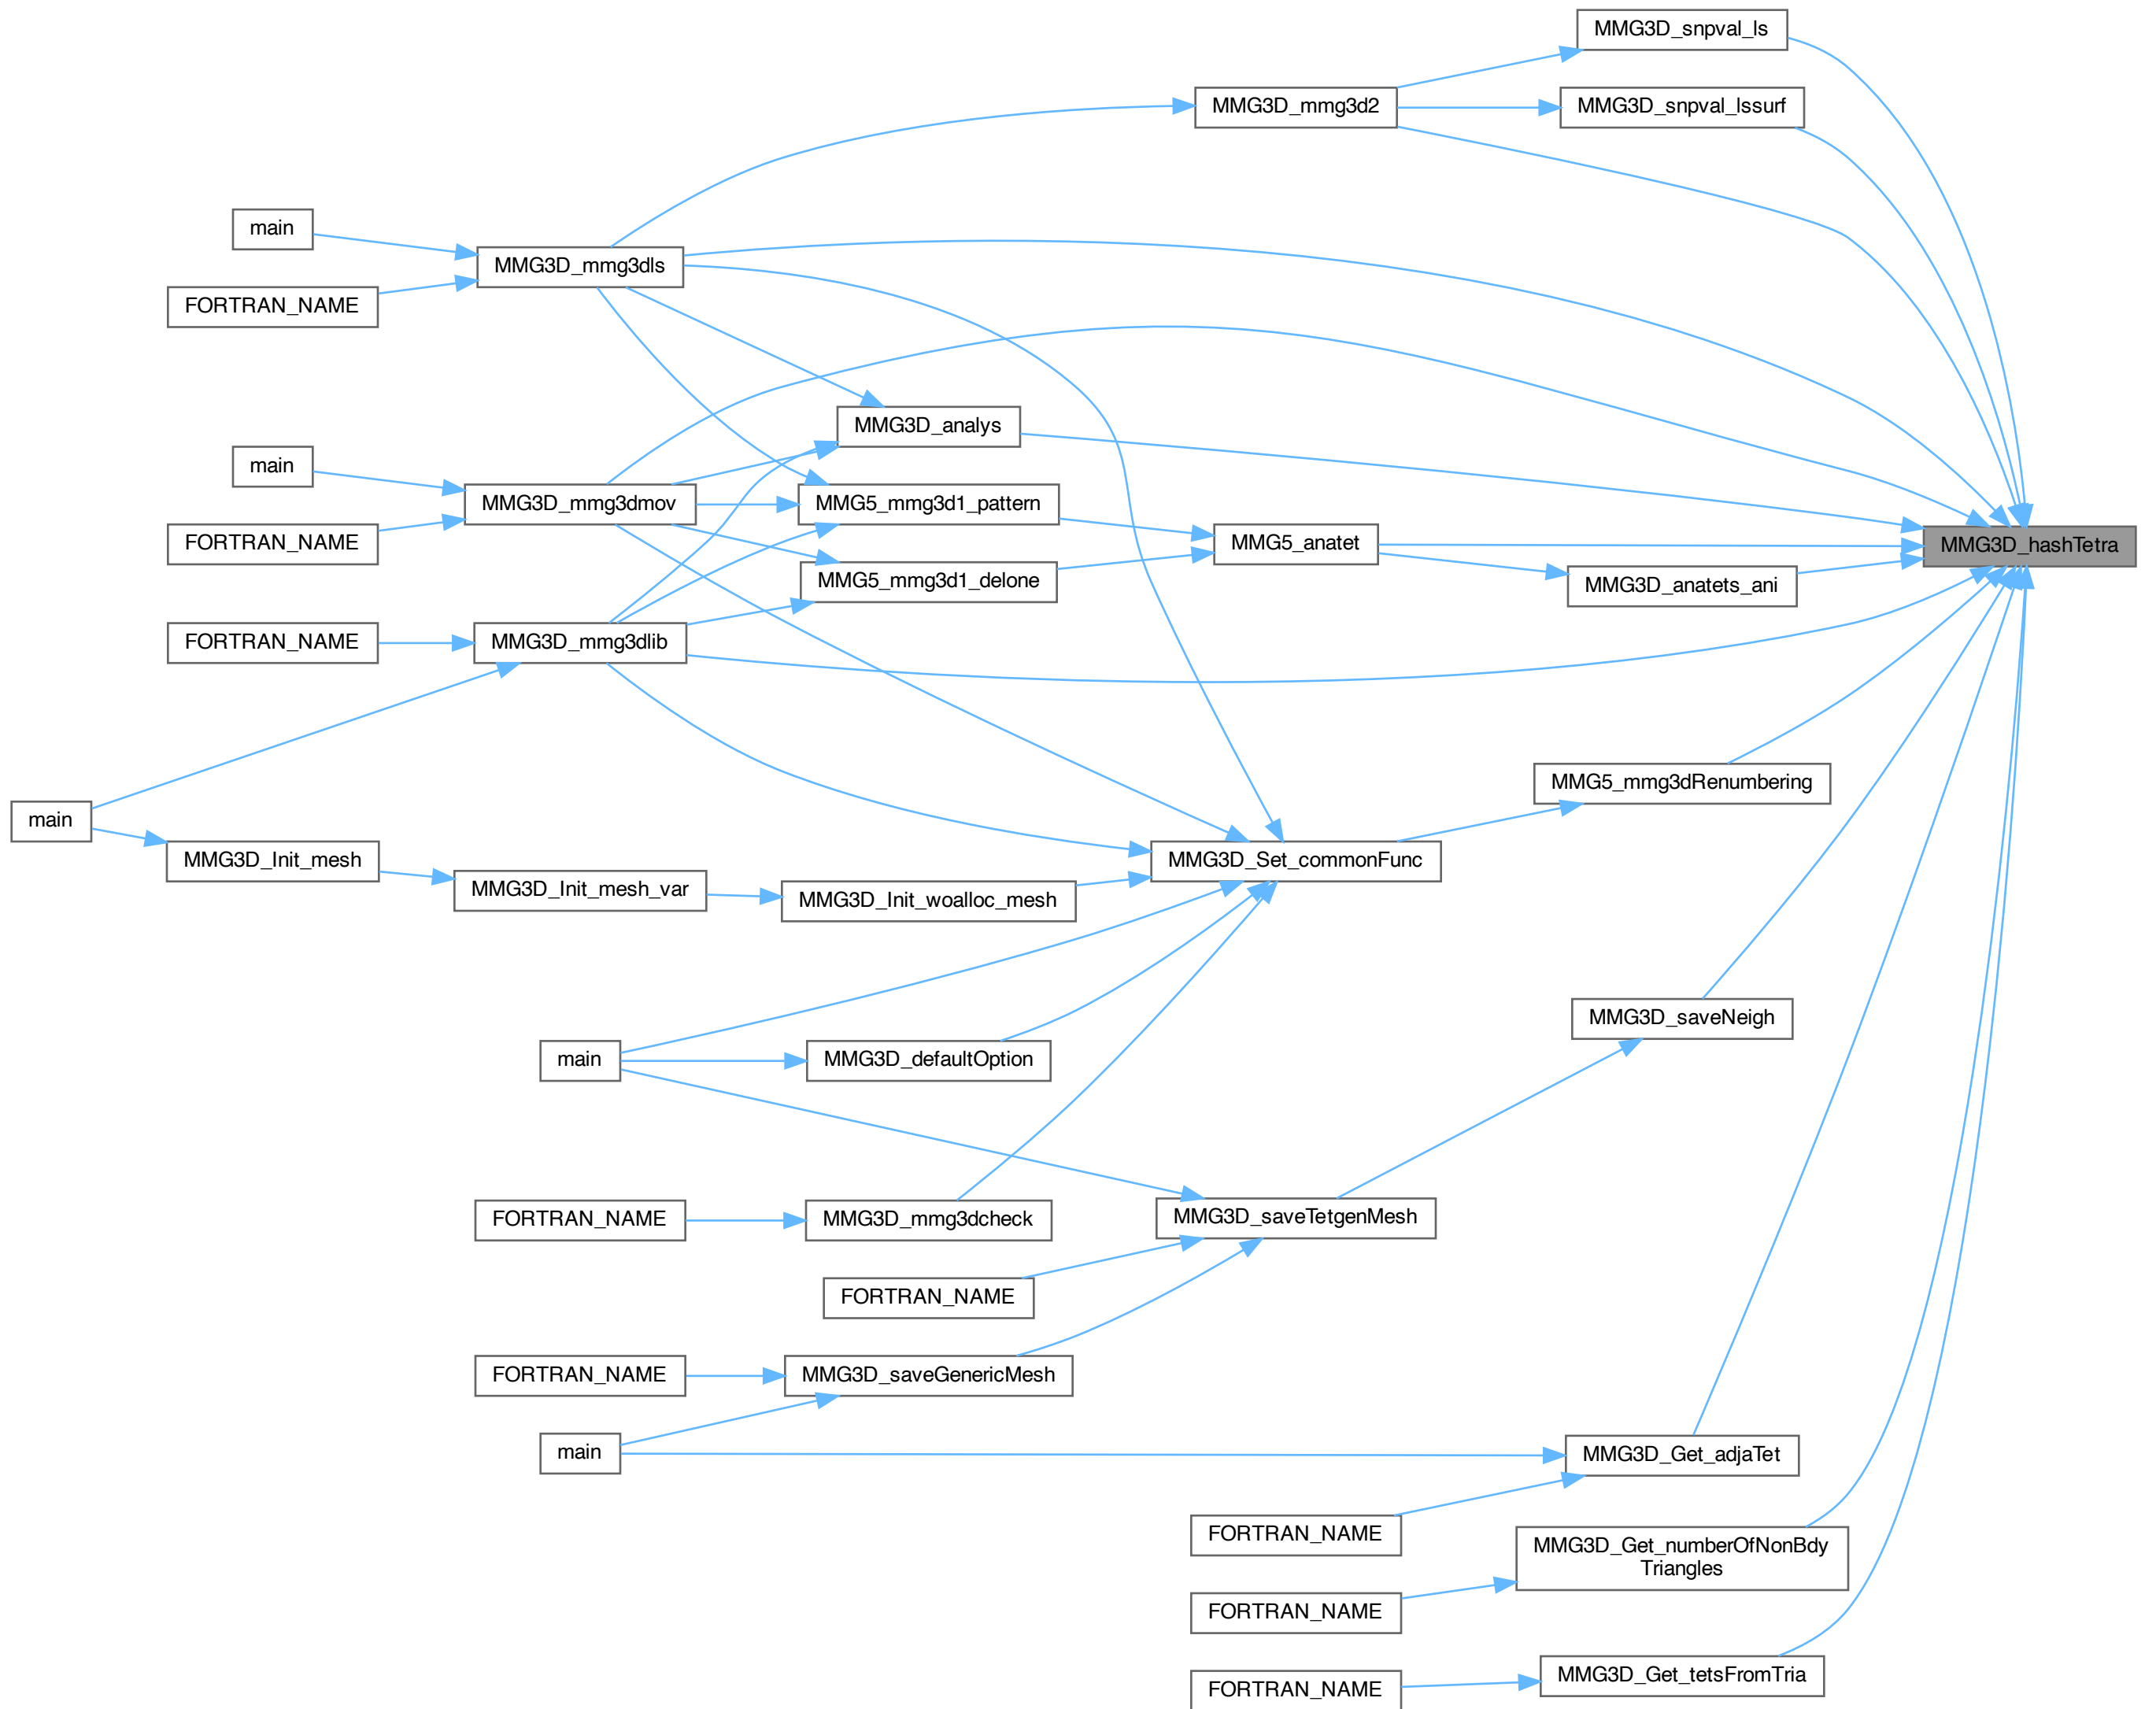 MMG3D_snpval_ls
MMG3D_mmg3d2
MMG3D_snpval_lssurf
main
MMG3D_mmg3dls
FORTRAN_NAME
MMG3D_analys
main
MMG3D_mmg3dmov
MMG5_mmg3d1_pattern
FORTRAN_NAME
MMG5_anatet
MMG3D_hashTetra
MMG5_mmg3d1_delone
MMG3D_anatets_ani
FORTRAN_NAME
MMG3D_mmg3dlib
MMG5_mmg3dRenumbering
main
MMG3D_Init_mesh
MMG3D_Set_commonFunc
MMG3D_Init_mesh_var
MMG3D_Init_woalloc_mesh
MMG3D_saveNeigh
main
MMG3D_defaultOption
FORTRAN_NAME
MMG3D_mmg3dcheck
MMG3D_saveTetgenMesh
FORTRAN_NAME
FORTRAN_NAME
MMG3D_saveGenericMesh
main
MMG3D_Get_adjaTet
FORTRAN_NAME
MMG3D_Get_numberOfNonBdy
Triangles
FORTRAN_NAME
MMG3D_Get_tetsFromTria
FORTRAN_NAME